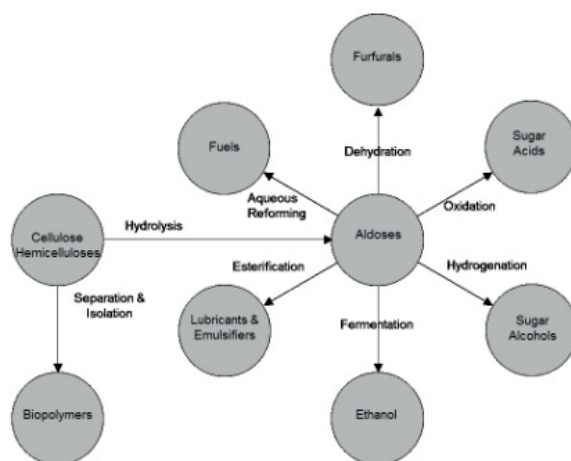 Furfurals
Fuels
Sugar
Acids
Dehydration
Aqueous
Reforming
Oxidation
Cellulose
Hemicelluloses
Hydrolysis
Aldoses
Esterification
Hydrogenation
Separation &
Isolation
Lubricants &
Emulsifiers
Fermentation
Sugar
Alcohols
Biopolymers
Ethanol